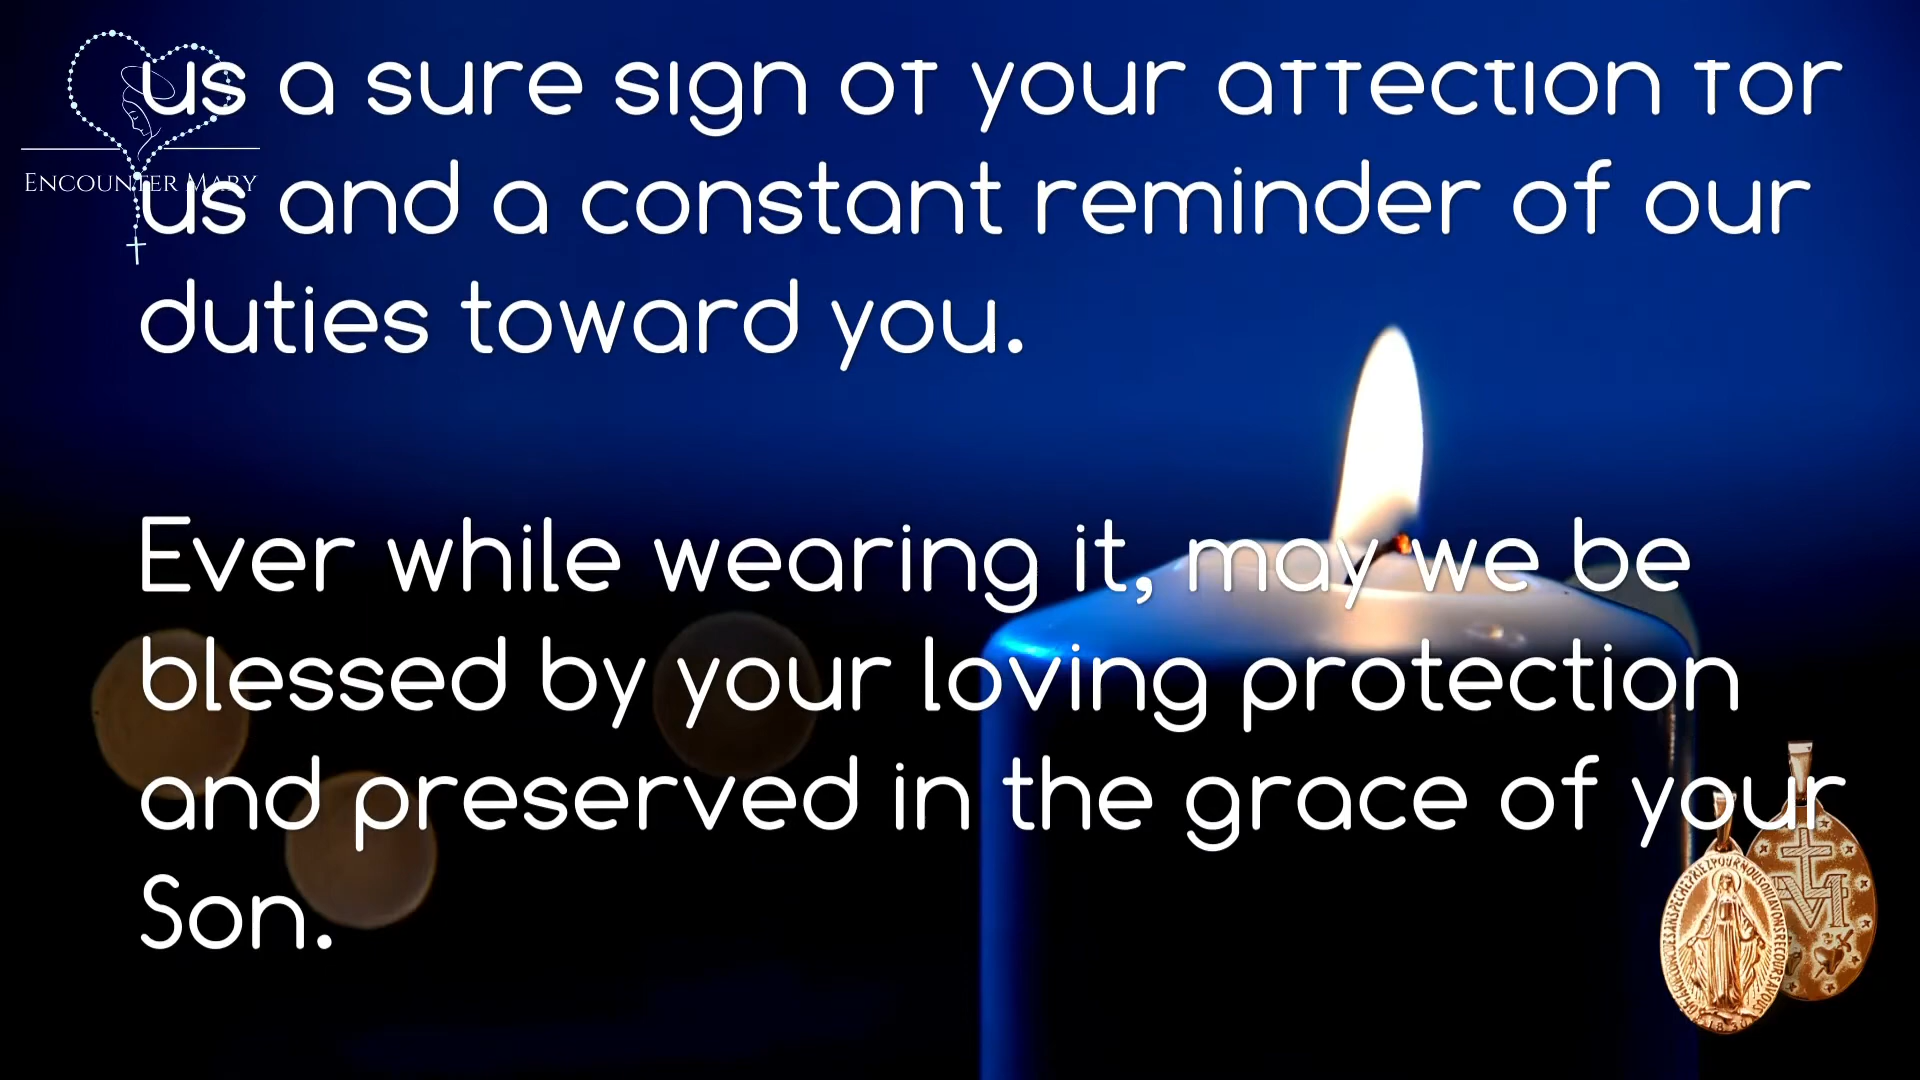 us a sure sign of your affection for
us and a constant reminder of our
duties toward you.
Ever while wearing it, may we be
blessed by your loving protection
and preserved in the grace of your
Son.
ENCOUNTER MARY
1830